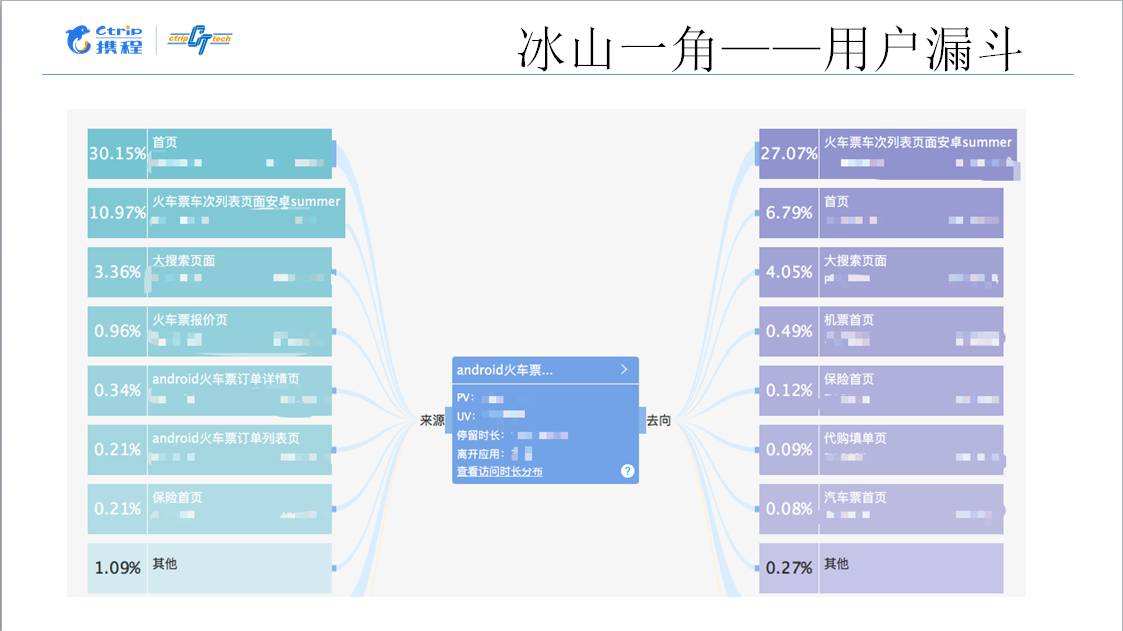 Ctrip
携程
ctrip tech
冰山一角——用户漏斗
30.15%
首页
10.97%
火车票车次列表页面安卓summer
3.36%
大搜索页面
0.96%
火车票报价页
0.34%
android火车票订单详情页
0.21%
android火车票订单列表页
0.21%
保险首页
1.09%
其他
来源
android火车票...
PV:
UV:
停留时长:
离开应用:
查看访问时长分布
?
去向
27.07%
火车票车次列表页面安卓summer
6.79%
首页
4.05%
大搜索页面
0.49%
机票首页
0.12%
保险首页
0.09%
代购填单页
0.08%
汽车票首页
0.27%
其他